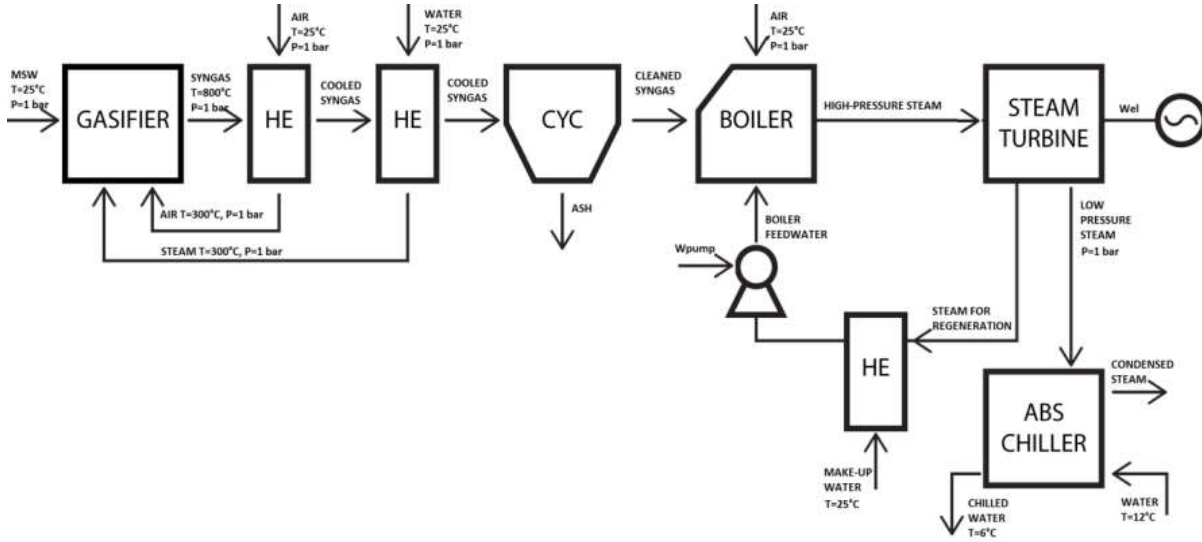 AIR
T=25°C
P=1 bar
WATER
T=25°C
P=1 bar
AIR
T=25°C
P=1 bar
MSW
T=25°C
P=1 bar
GASIFIER
SYNGAS
T=800°C
P=1 bar
HE
COOLED
SYNGAS
HE
COOLED
SYNGAS
CYC
CLEANED
SYNGAS
BOILER
HIGH-PRESSURE STEAM
STEAM
TURBINE
Wel
AIR T=300°C, P=1 bar
STEAM T=300°C, P=1 bar
ASH
BOILER
FEEDWATER
Wpump
LOW
PRESSURE
STEAM
P=1 bar
STEAM FOR
REGENERATION
HE
MAKE-UP
WATER
T=25°C
ABS
CHILLER
CONDENSED
STEAM
CHILLED
WATER
T=6°C
WATER
T=12°C